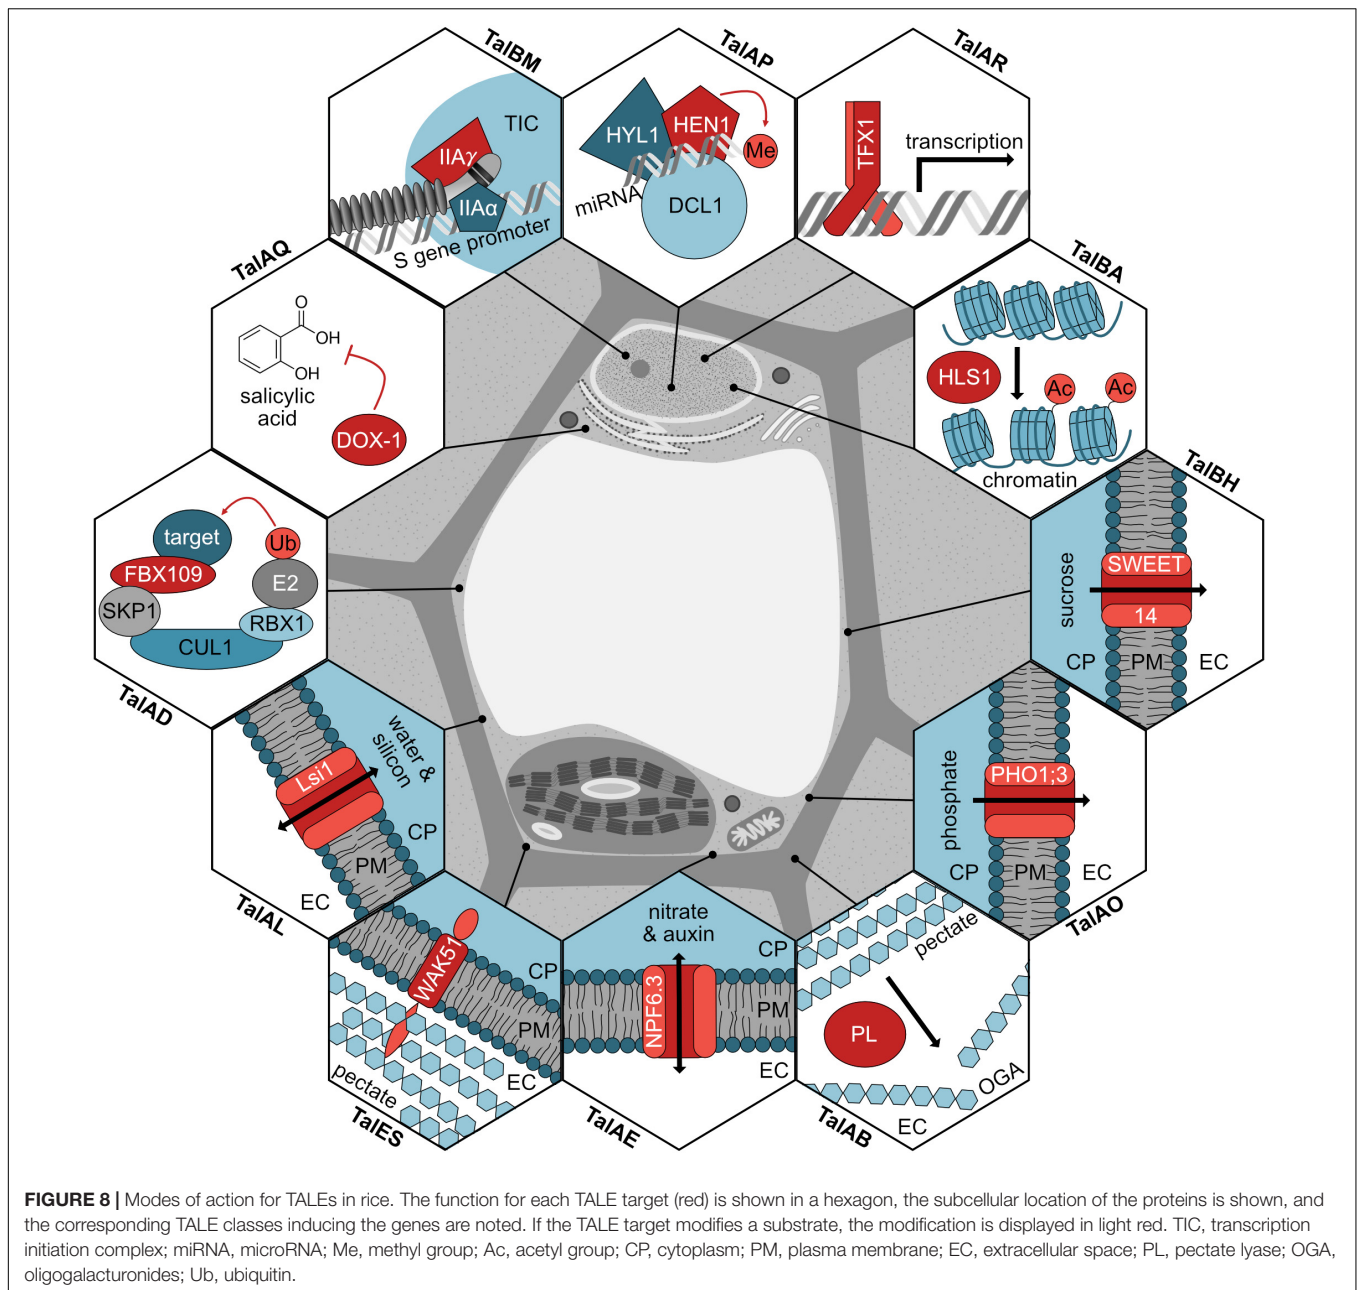 TalBM
TIC
IIAγ
IIAα
S gene promoter
TalAP
HYL1
HEN1
Me
miRNA
DCL1
TalAR
TFX1
transcription
TalAQ
O
OH
OH
salicylic
acid
DOX-1
TalBA
HLS1
Ac
Ac
chromatin
TalBH
sucrose
SWEET
14
CP
PM
EC
target
Ub
FBX109
E2
SKP1
RBX1
CUL1
TalAD
water &
silicon
Lsi1
CP
PM
EC
TalAL
phosphate
PHO1;3
CP
PM
EC
TalAO
WAK51
CP
PM
EC
pectate
TalES
nitrate
& auxin
CP
NPF6.3
PM
EC
TalAE
pectate
PL
OGA
EC
TalAB
FIGURE 8 | Modes of action for TALEs in rice. The function for each TALE target (red) is shown in a hexagon, the subcellular location of the proteins is shown, and
the corresponding TALE classes inducing the genes are noted. If the TALE target modifies a substrate, the modification is displayed in light red. TIC, transcription
initiation complex; miRNA, microRNA; Me, methyl group; Ac, acetyl group; CP, cytoplasm; PM, plasma membrane; EC, extracellular space; PL, pectate lyase; OGA,
oligogalacturonides; Ub, ubiquitin.